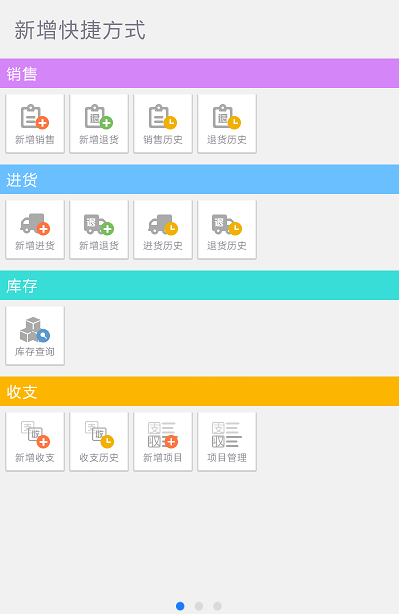 新增快捷方式
销售
新增销售 退 新增退货 销售历史 退 退货历史
进货
新增进货 退 新增退货 进货历史 退 退货历史
库存
库存查询
收支
支 收 新增收支 支 收 收支历史 支 收 新增项目 支 收 项目管理